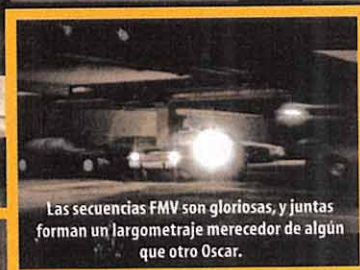 Las secuencias FMV son gloriosas, y juntas
forman un largometraje merecedor de algún
que otro Oscar.